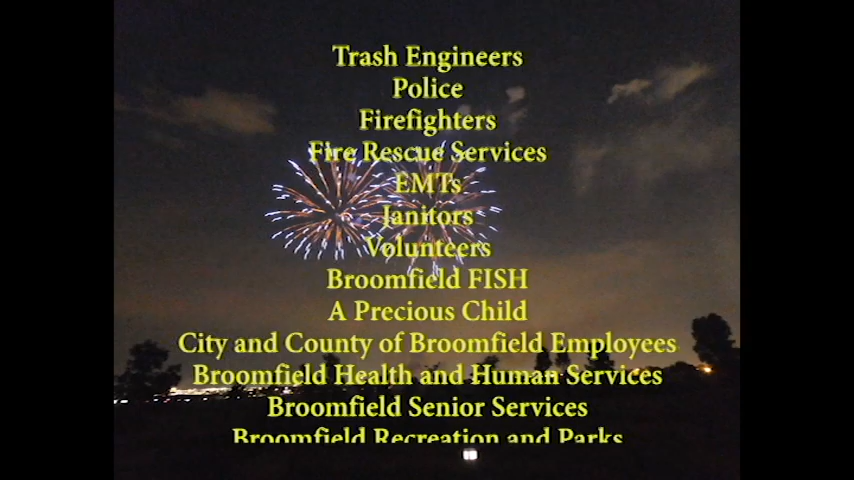 Trash Engineers
Police
Firefighters
Fire Rescue Services
EMTs
Janitors
Volunteers
Broomfield FISH
A Precious Child
City and County of Broomfield Employees
Broomfield Health and Human Services
Broomfield Senior Services
Broomfield Recreation and Parks